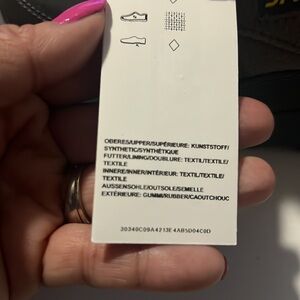 OBERES/UPPER/SUPÉRIEURE: KUNSTSTOFF/
SYNTHETIC/SYNTHÉTIQUE
FUTTER/LINING/DOUBLURE: TEXTIL/TEXTILE/
TEXTILE
INNERE/INNER/INTÉRIEUR: TEXTIL/TEXTILE/
TEXTILE
AUSSENSOHLE/OUTSOLE/SEMELLE
EXTÉRIEURE: GUMMI/RUBBER/CAOUTCHOUC
30340C09A4213E4AB5D04C0D